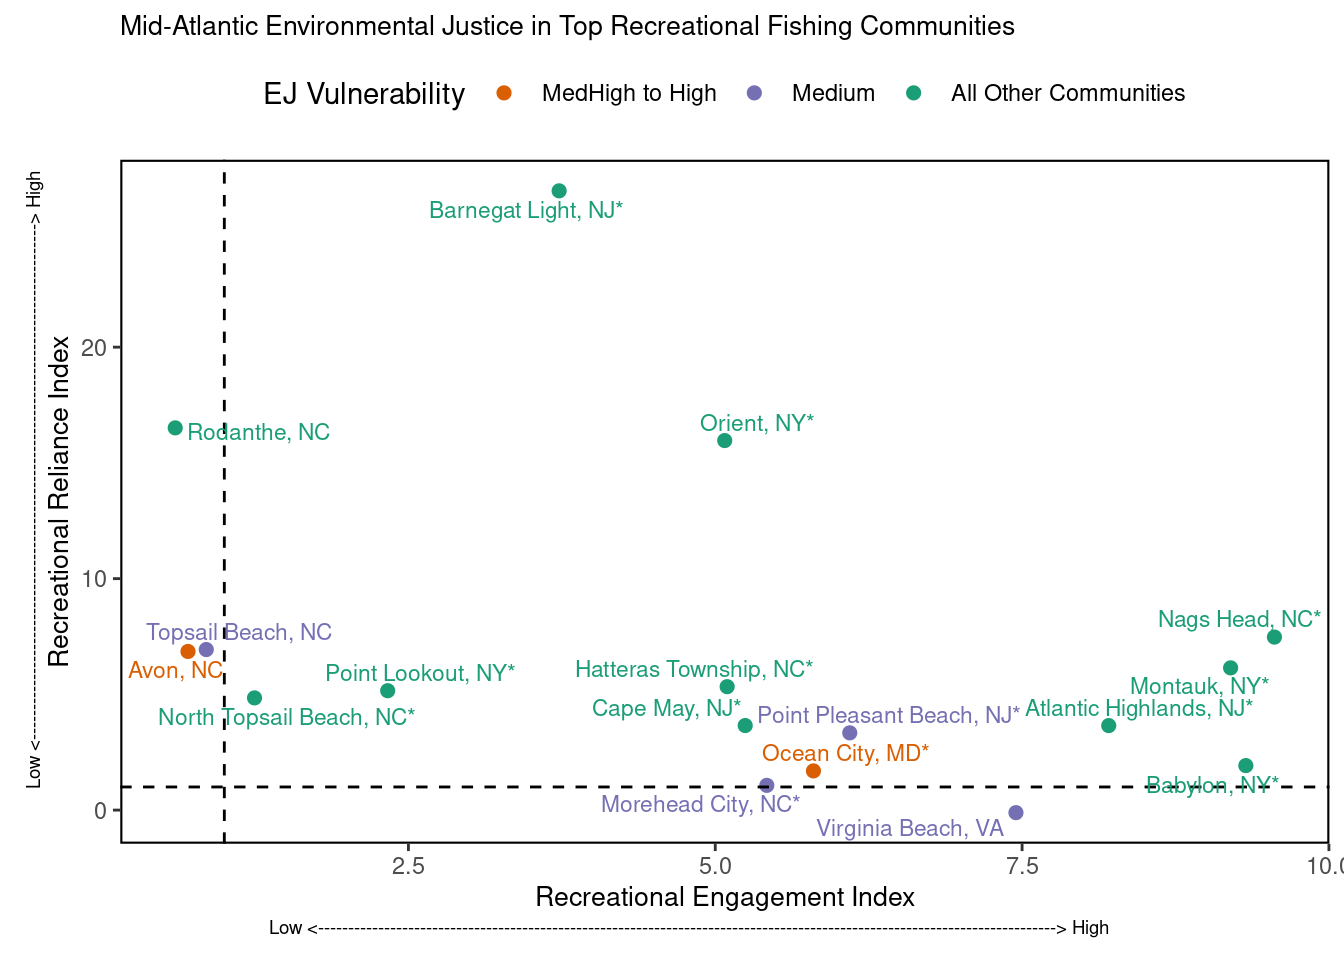 Mid-Atlantic Environmental Justice in Top Recreational Fishing Communities
EJ Vulnerability MedHigh to High Medium All Other Communities
Barnegat Light, NJ*
Rodanthe, NC
Orient, NY*
Topsail Beach, NC
Avon, NC
North Topsail Beach, NC*
Point Lookout, NY*
Hatteras Township, NC*
Cape May, NJ*
Point Pleasant Beach, NJ*
Ocean City, MD*
Morehead City, NC*
Virginia Beach, VA
Nags Head, NC*
Montauk, NY*
Atlantic Highlands, NJ*
Babylon, NY*
20
10
0
Recreational Reliance Index
Low <----------------------------------------------------------------------------------------> High
2.5 5.0 7.5 10.0
Recreational Engagement Index
Low <----------------------------------------------------------------------------------------------------------------------------> High